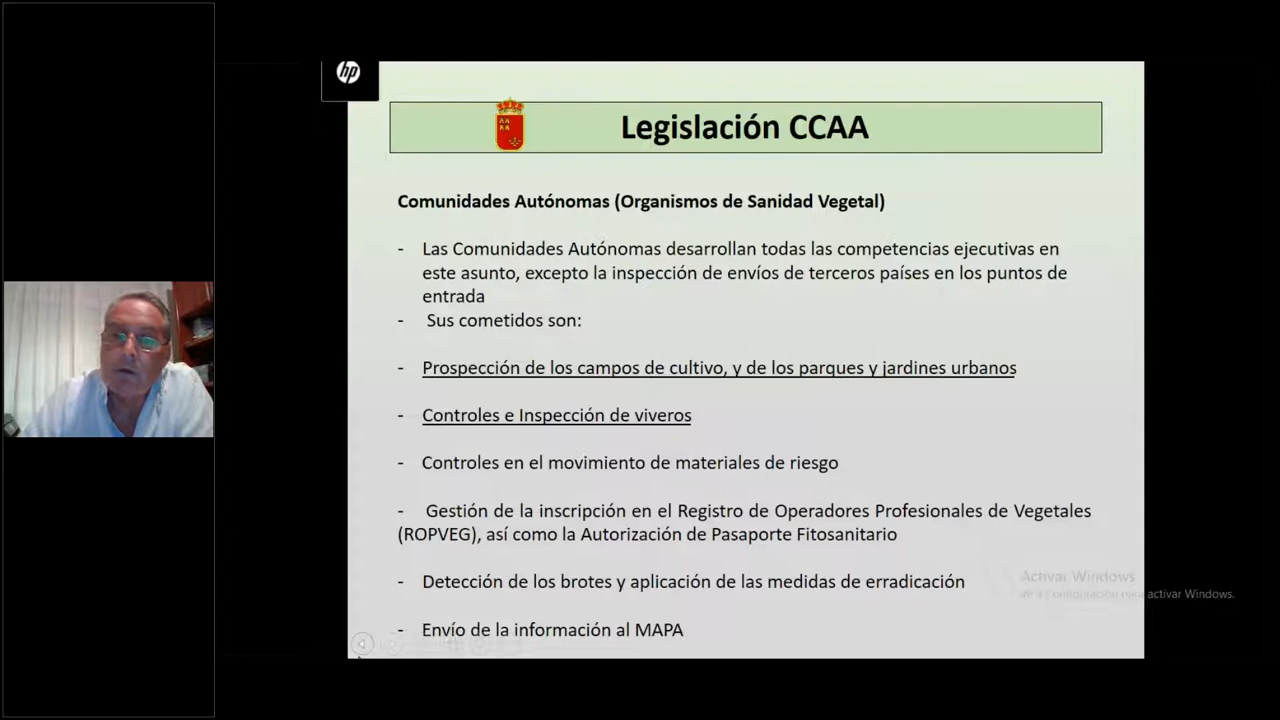 hp
Legislación CCAA
Comunidades Autónomas (Organismos de Sanidad Vegetal)
- Las Comunidades Autónomas desarrollan todas las competencias ejecutivas en
este asunto, excepto la inspección de envíos de terceros países en los puntos de
entrada
- Sus cometidos son:
- Prospección de los campos de cultivo, y de los parques y jardines urbanos
- Controles e Inspección de viveros
- Controles en el movimiento de materiales de riesgo
- Gestión de la inscripción en el Registro de Operadores Profesionales de Vegetales
(ROPVEG), así como la Autorización de Pasaporte Fitosanitario
- Detección de los brotes y aplicación de las medidas de erradicación
Activar Windows
a Configuración para activar Windows.
- Envío de la información al MAPA